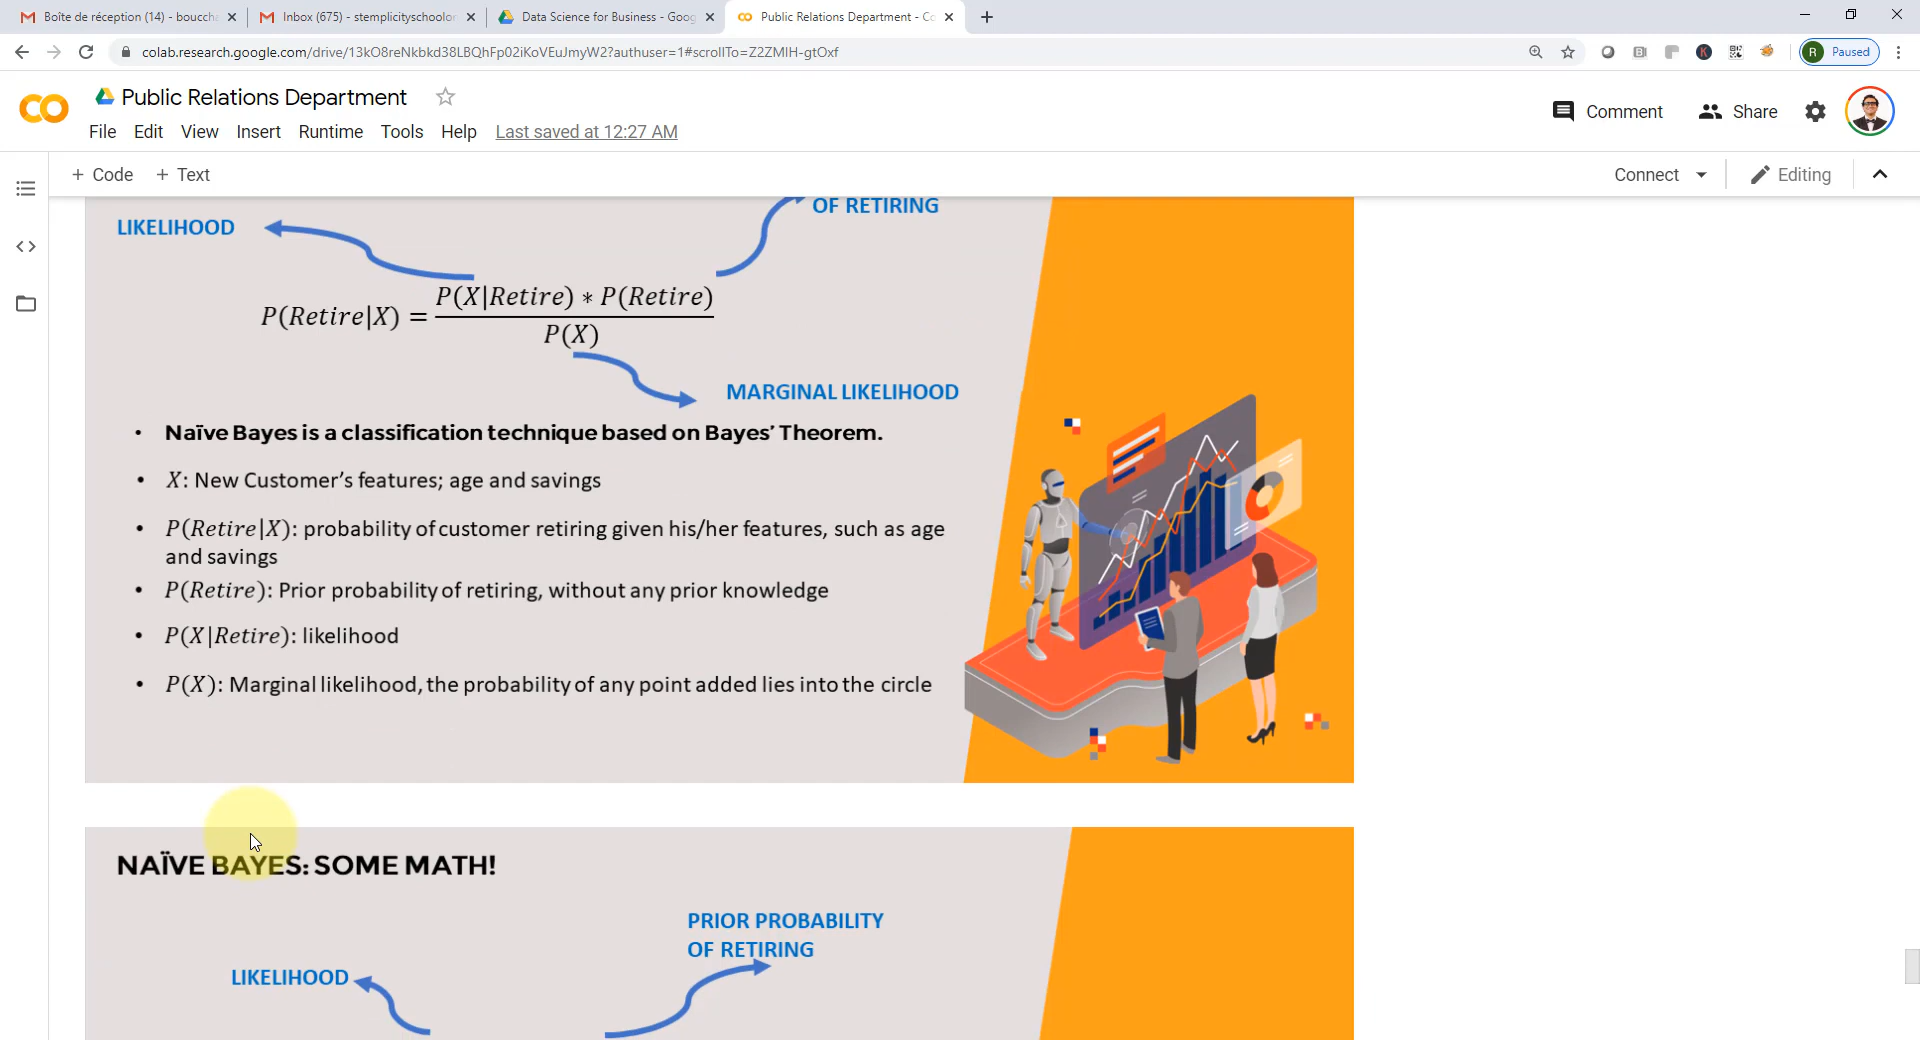 Boîte de réception (14) - bouccha
Inbox (675) - stemplicityschoolon
Data Science for Business - Goog
Public Relations Department - Co
colab.research.google.com/drive/13kO8reNkbkd38LBQhFp02iKoVEuJmyW2?authuser=1#scrollTo=Z2ZMIH-gtOxf
K
R Paused
Public Relations Department
File Edit View Insert Runtime Tools Help Last saved at 12:27 AM
Comment Share
+ Code + Text
Connect Editing
OF RETIRING
LIKELIHOOD
P(Retire|X) = P(X|Retire) * P(Retire)
P(X)
MARGINAL LIKELIHOOD
• Naïve Bayes is a classification technique based on Bayes' Theorem.
• X: New Customer's features; age and savings
• P(Retire|X): probability of customer retiring given his/her features, such as age
and savings
• P(Retire): Prior probability of retiring, without any prior knowledge
• P(X|Retire): likelihood
• P(X): Marginal likelihood, the probability of any point added lies into the circle
NAÏVE BAYES: SOME MATH!
PRIOR PROBABILITY
OF RETIRING
LIKELIHOOD